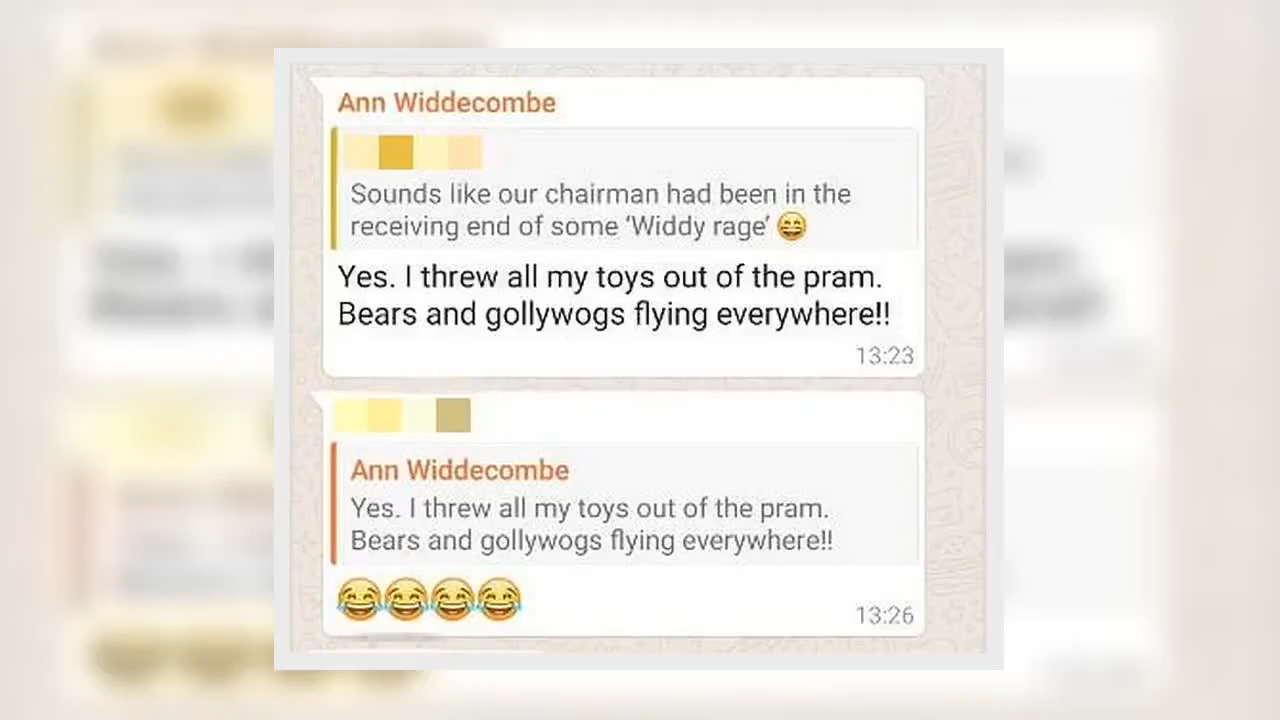 Ann Widdecombe
Sounds like our chairman had been in the
receiving end of some ‘Widdy rage’ 😄
Yes. I threw all my toys out of the pram.
Bears and gollywogs flying everywhere!!
13:23
Ann Widdecombe
Yes. I threw all my toys out of the pram.
Bears and gollywogs flying everywhere!!
😂😂😂😂
13:26